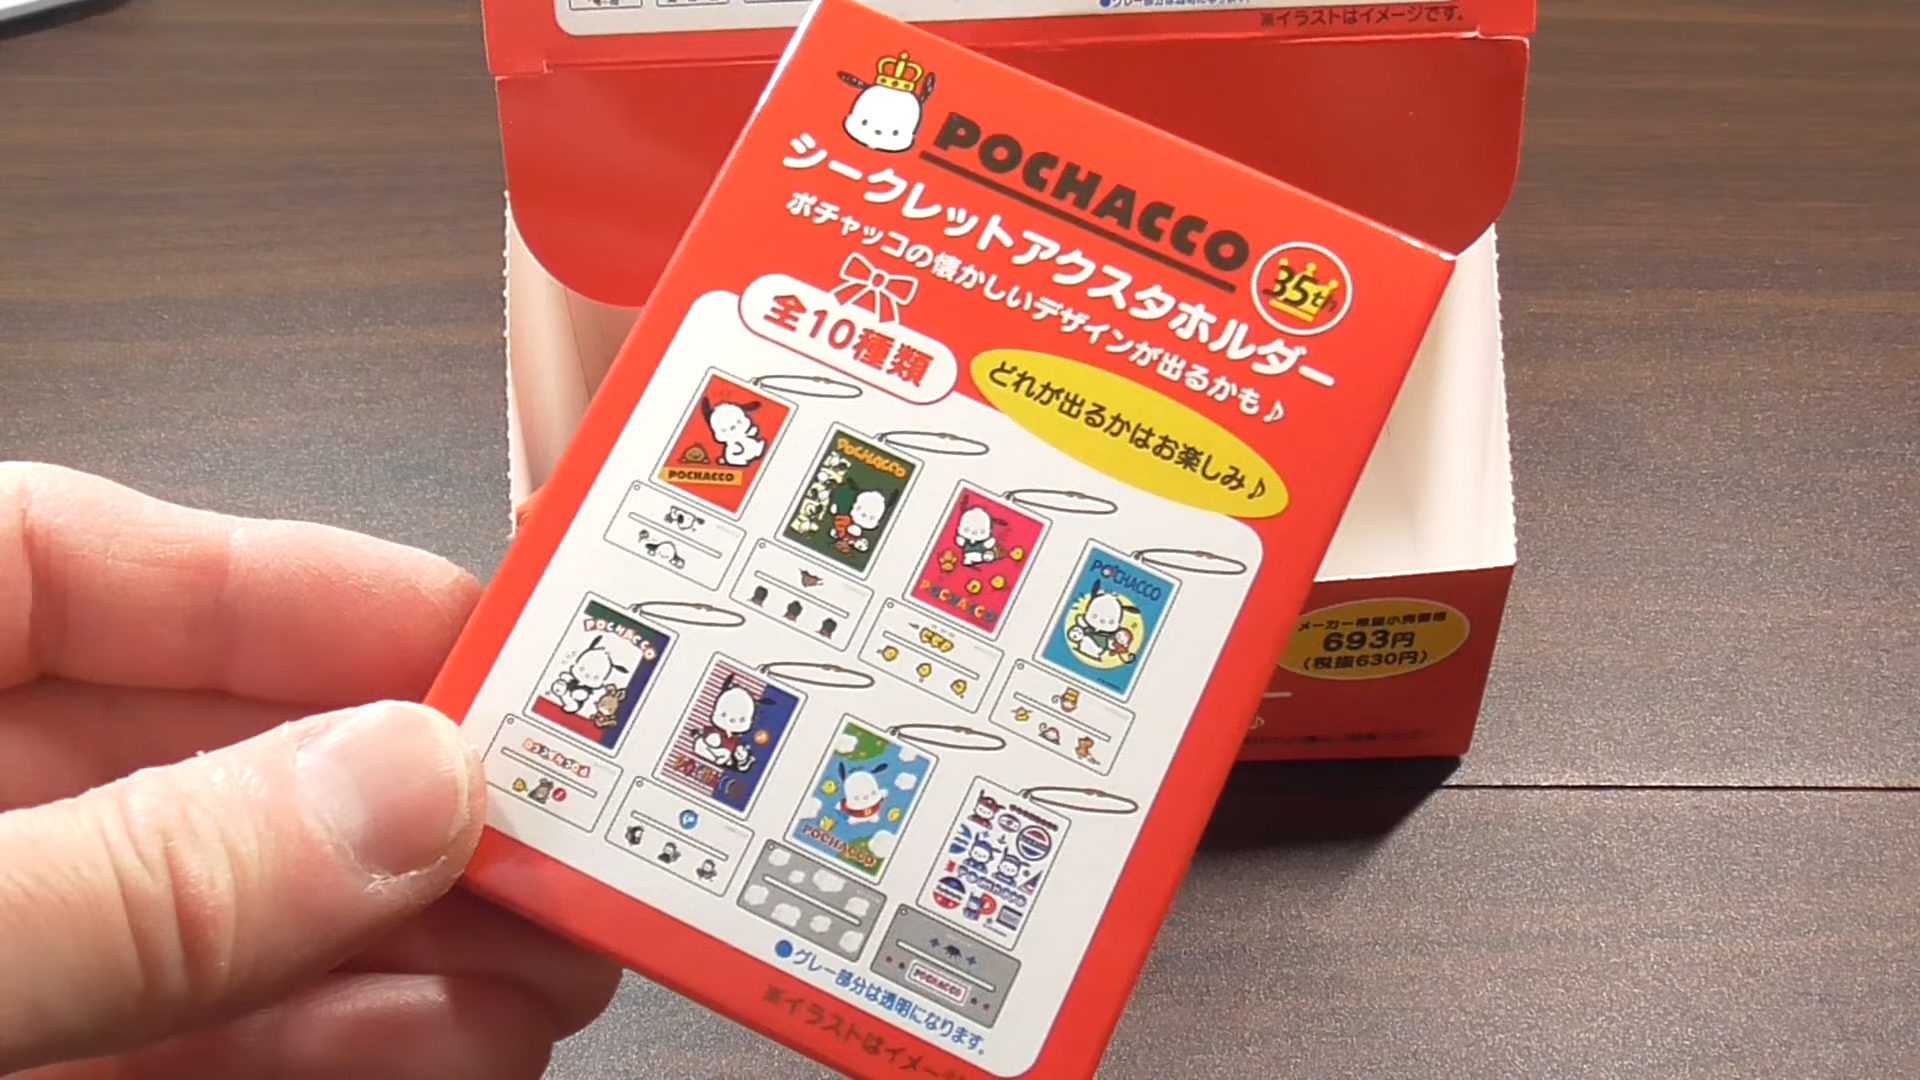 ※イラストはイメージです。
POCHACCO
35th
シークレットアクスタホルダー
ポチャッコの懐かしいデザインが出るかも♪
全10種類
どれが出るかはお楽しみ♪
POCHACCO
POCHACCO
POCHACCO
POCHACCO
POCHACCO
POCHACCO
POCHACCO
POCHACCO
POCHACCO
●グレー部分は透明になります。
※イラストはイメー
メーカー希望小売価格
693円
(税抜630円)